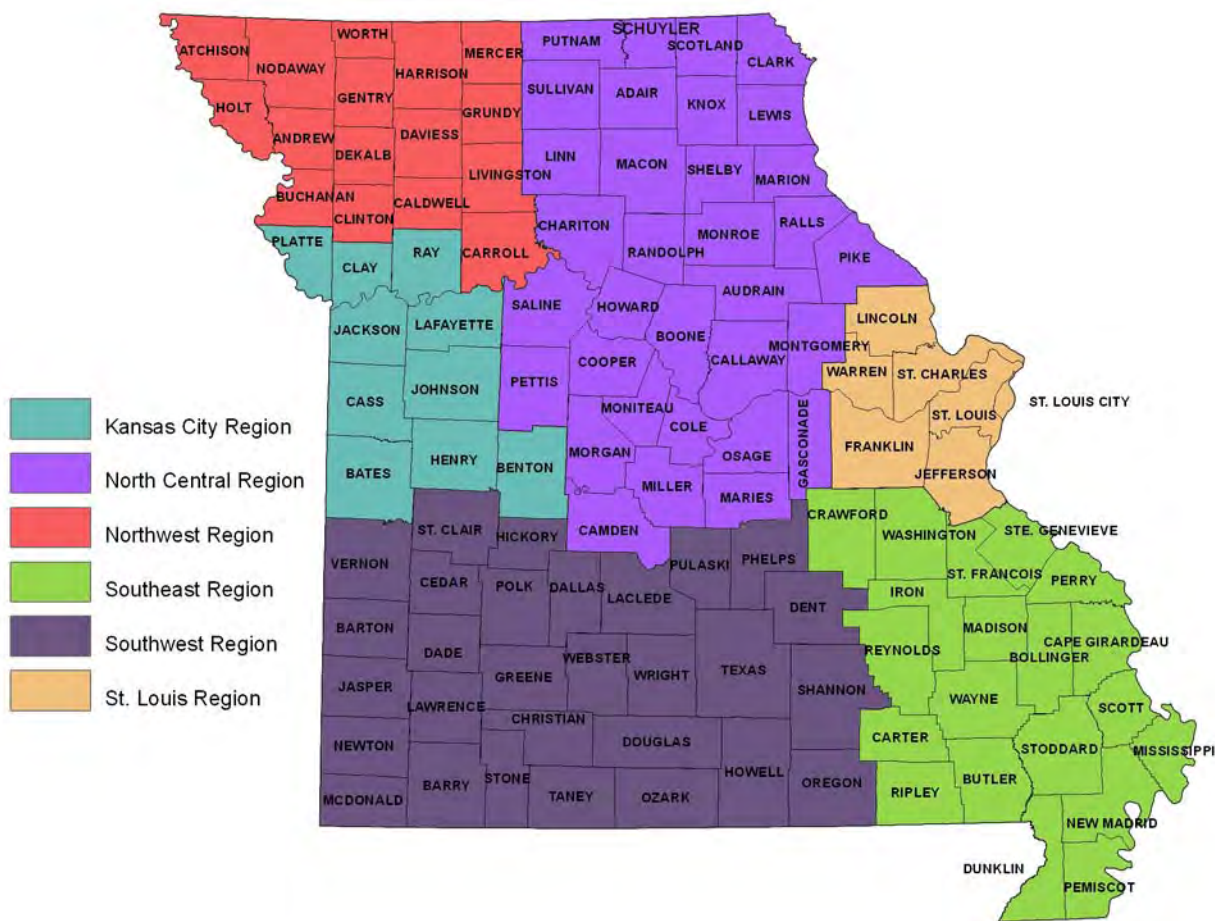 SCHUYLER
WORTH
PUTNAM
SCOTLAND
ATCHISON
MERCER
NODAWAY
HARRISON
CLARK
SULLIVAN
ADAIR
GENTRY
KNOX
HOLT
GRUNDY
LEWIS
ANDREW
DAVIESS
DEKALB
LINN
MACON
SHELBY
LIVINGSTON
MARION
BUCHANAN
CALDWELL
CLINTON
CHARITON
RALLS
MONROE
PLATTE
RAY
CARROLL
RANDOLPH
PIKE
CLAY
AUDRAIN
SALINE
HOWARD
LINCOLN
JACKSON
LAFAYETTE
BOONE
MONTGOMERY
COOPER
CALLAWAY
WARREN
ST. CHARLES
JOHNSON
PETTIS
CASS
ST. LOUIS CITY
MONITEAU
ST. LOUIS
COLE
GASCONADE
FRANKLIN
MORGAN
OSAGE
HENRY
BENTON
BATES
JEFFERSON
MILLER
MARIES
CRAWFORD
ST. CLAIR
CAMDEN
HICKORY
WASHINGTON
STE. GENEVIEVE
VERNON
PULASKI
PHELPS
ST. FRANCOIS
CEDAR
POLK
DALLAS
PERRY
IRON
LACLEDE
DENT
BARTON
MADISON
CAPE GIRARDEAU
DADE
REYNOLDS
WEBSTER
BOLLINGER
TEXAS
WRIGHT
GREENE
JASPER
SHANNON
WAYNE
LAWRENCE
SCOTT
CHRISTIAN
CARTER
DOUGLAS
NEWTON
STODDARD
MISSISSIPPI
HOWELL
STONE
BARRY
BUTLER
OREGON
RIPLEY
MCDONALD
TANEY
OZARK
NEW MADRID
DUNKLIN
PEMISCOT
Kansas City Region
North Central Region
Northwest Region
Southeast Region
Southwest Region
St. Louis Region